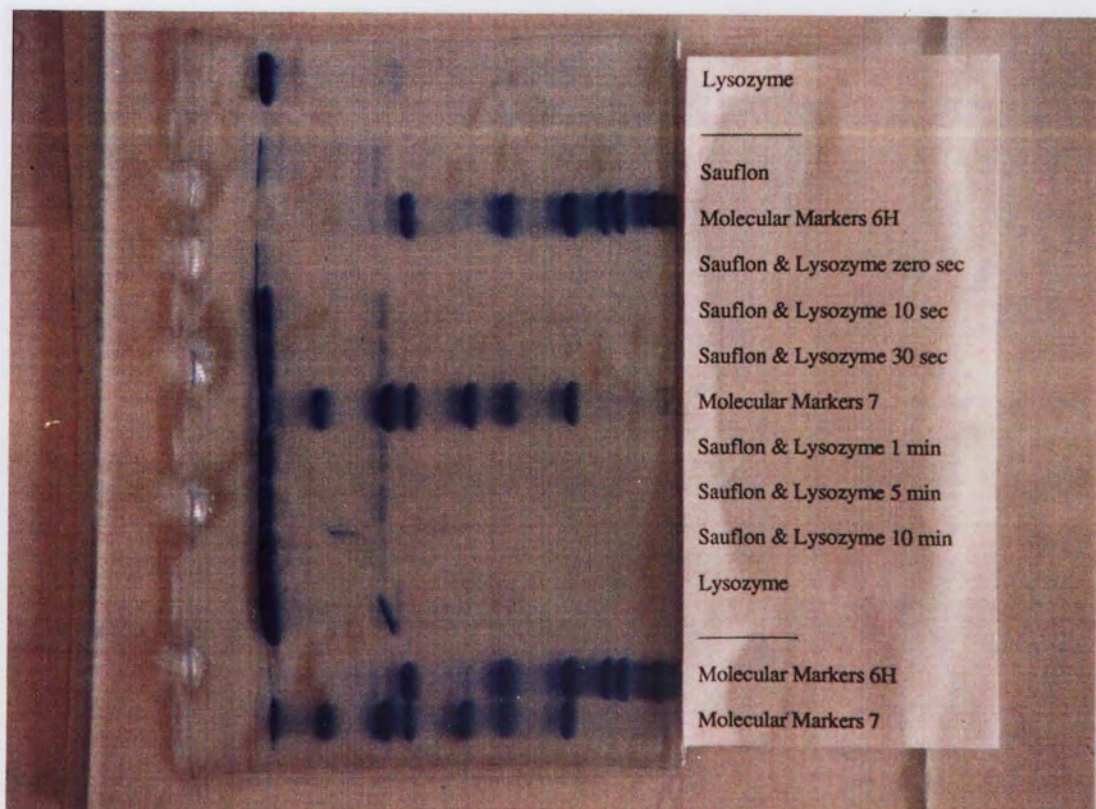 Lysozyme
Sauflon
Molecular Markers 6H
Sauflon & Lysozyme zero sec
Sauflon & Lysozyme 10 sec
Sauflon & Lysozyme 30 sec
Molecular Markers 7
Sauflon & Lysozyme 1 min
Sauflon & Lysozyme 5 min
Sauflon & Lysozyme 10 min
Lysozyme
Molecular Markers 6H
Molecular Markers 7